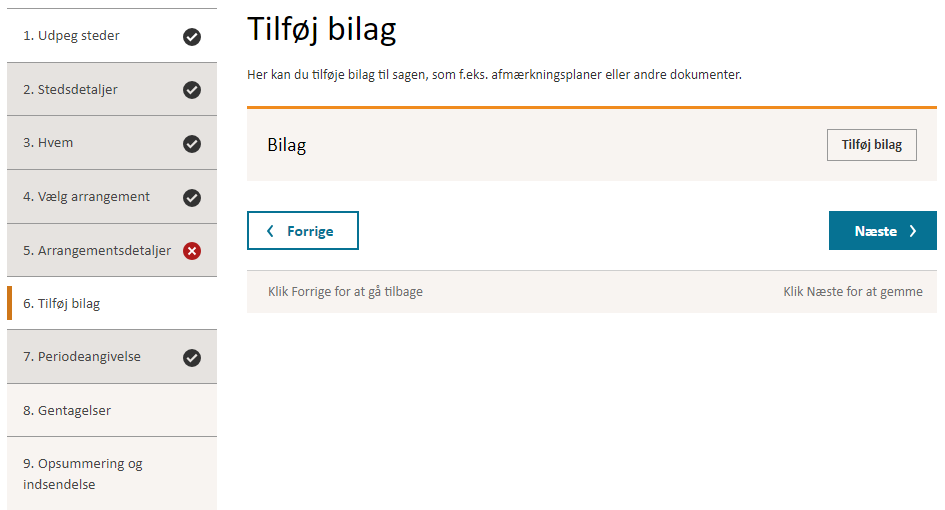 1. Udpeg steder
2. Stedsdetaljer
3. Hvem
4. Vælg arrangement
5. Arrangementsdetaljer
6. Tilføj bilag
7. Periodeangivelse
8. Gentagelser
9. Opsummering og
indsendelse
Tilføj bilag
Her kan du tilføje bilag til sagen, som f.eks. afmærkningsplaner eller andre dokumenter.
Bilag
Tilføj bilag
Forrige
Næste
Klik Forrige for at gå tilbage
Klik Næste for at gemme